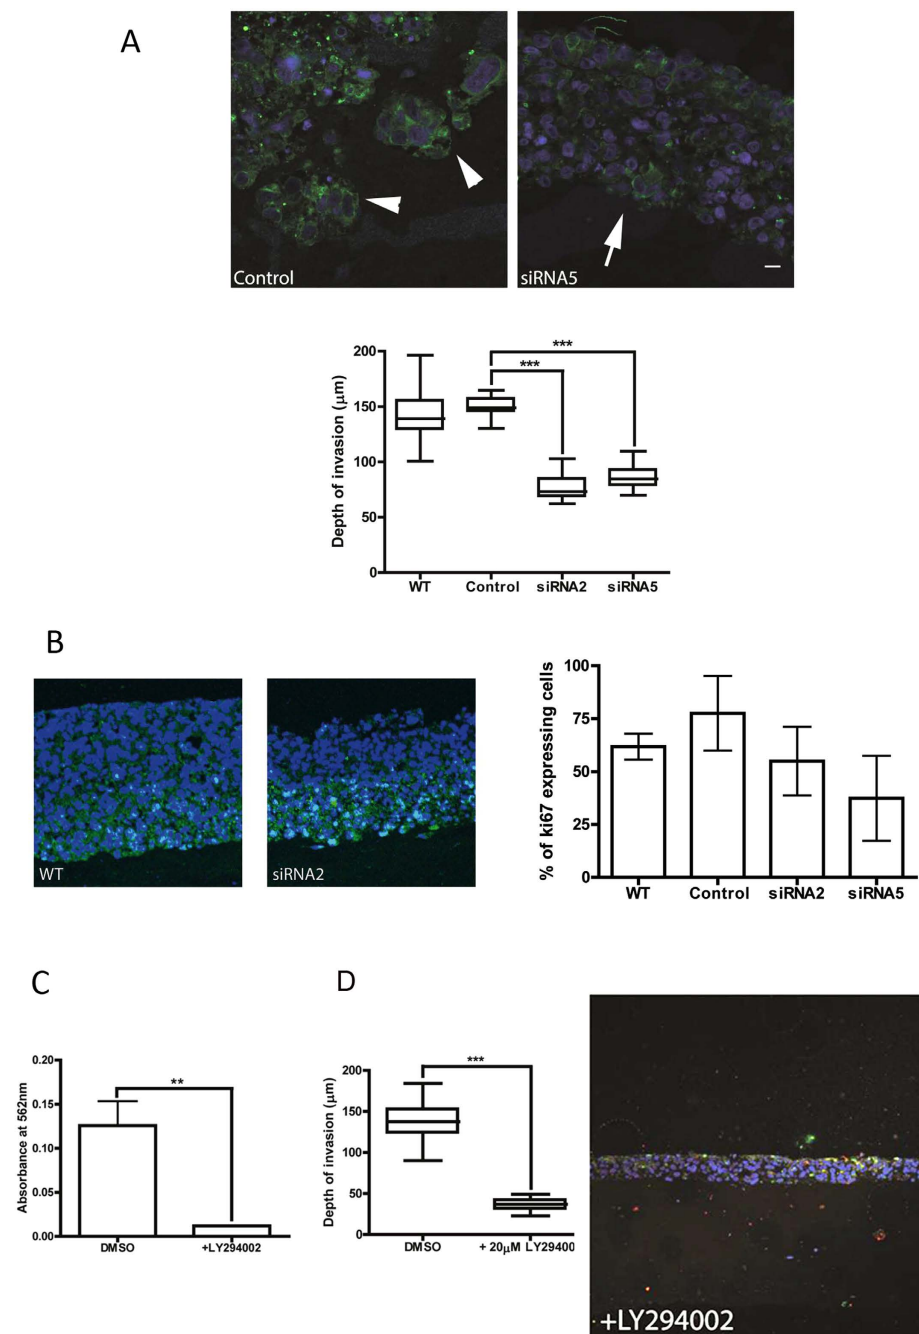 A
Control
siRNA5
Depth of invasion (μm)
200
150
100
50
0
***
***
WT Control siRNA2 siRNA5
B
WT
siRNA2
% of ki67 expressing cells
100
75
50
25
0
WT Control siRNA2 siRNA5
C
Absorbance at 562nm
0.20
0.15
0.10
0.05
0.00
**
DMSO +LY294002
D
Depth of invasion (μm)
200
150
100
50
0
***
DMSO + 20μM LY29400
+LY294002